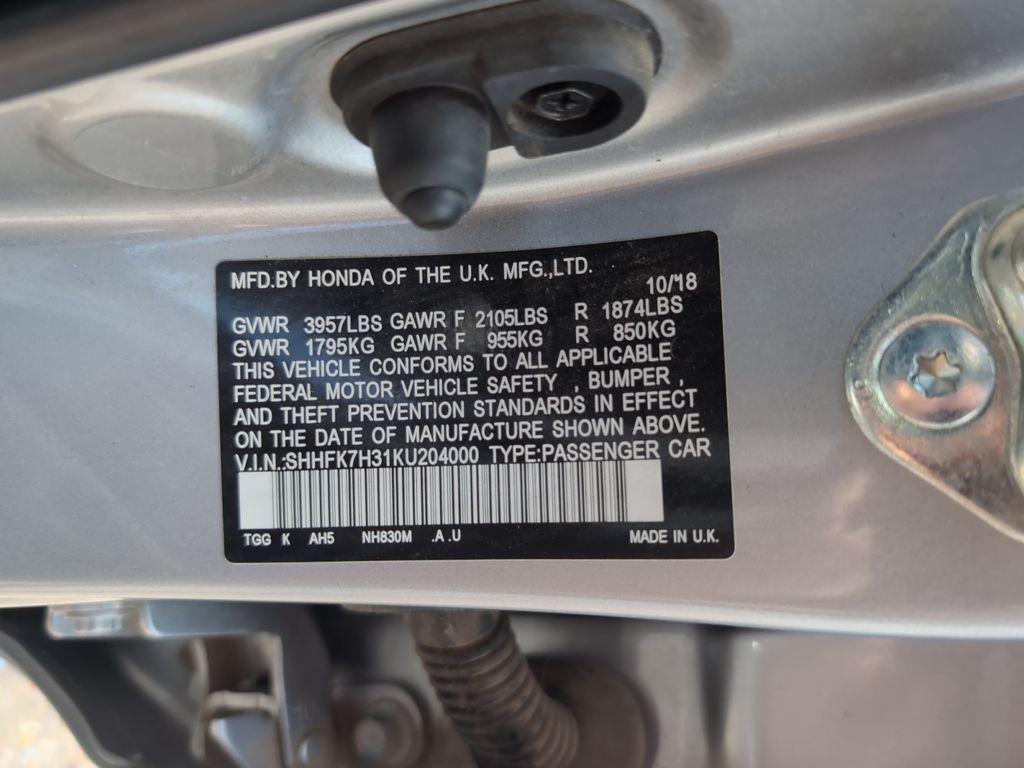 MFD.BY HONDA OF THE U.K. MFG.,LTD.
10/'18
GVWR 3957LBS GAWR F 2105LBS R 1874LBS
GVWR 1795KG GAWR F 955KG R 850KG
THIS VEHICLE CONFORMS TO ALL APPLICABLE
FEDERAL MOTOR VEHICLE SAFETY , BUMPER ,
AND THEFT PREVENTION STANDARDS IN EFFECT
ON THE DATE OF MANUFACTURE SHOWN ABOVE.
V.I.N.:SHHFK7H31KU204000 TYPE:PASSENGER CAR
TGG K AH5 NH830M .A .U MADE IN U.K.